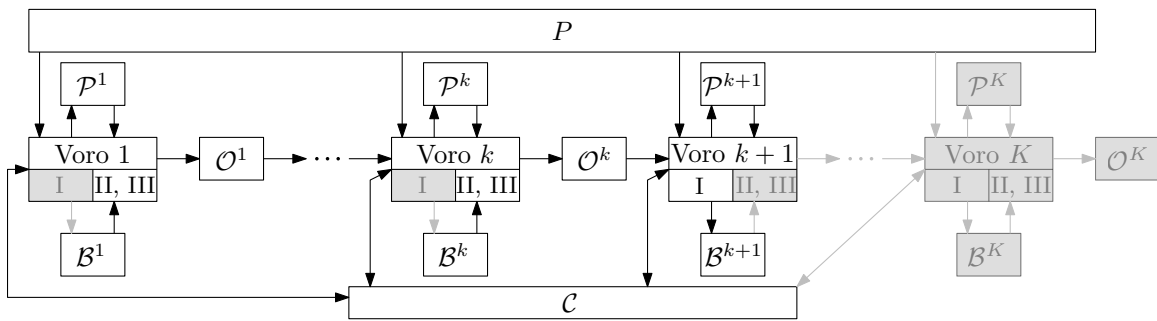 P
𝒫¹ 𝒫ᵏ 𝒫ᵏ⁺¹ 𝒫ᴷ
Voro 1 𝒪¹ ··· Voro k 𝒪ᵏ Voro k + 1 ··· Voro K 𝒪ᴷ
I II, III I II, III I II, III I II, III
ℬ¹ ℬᵏ ℬᵏ⁺¹ ℬᴷ
𝒞